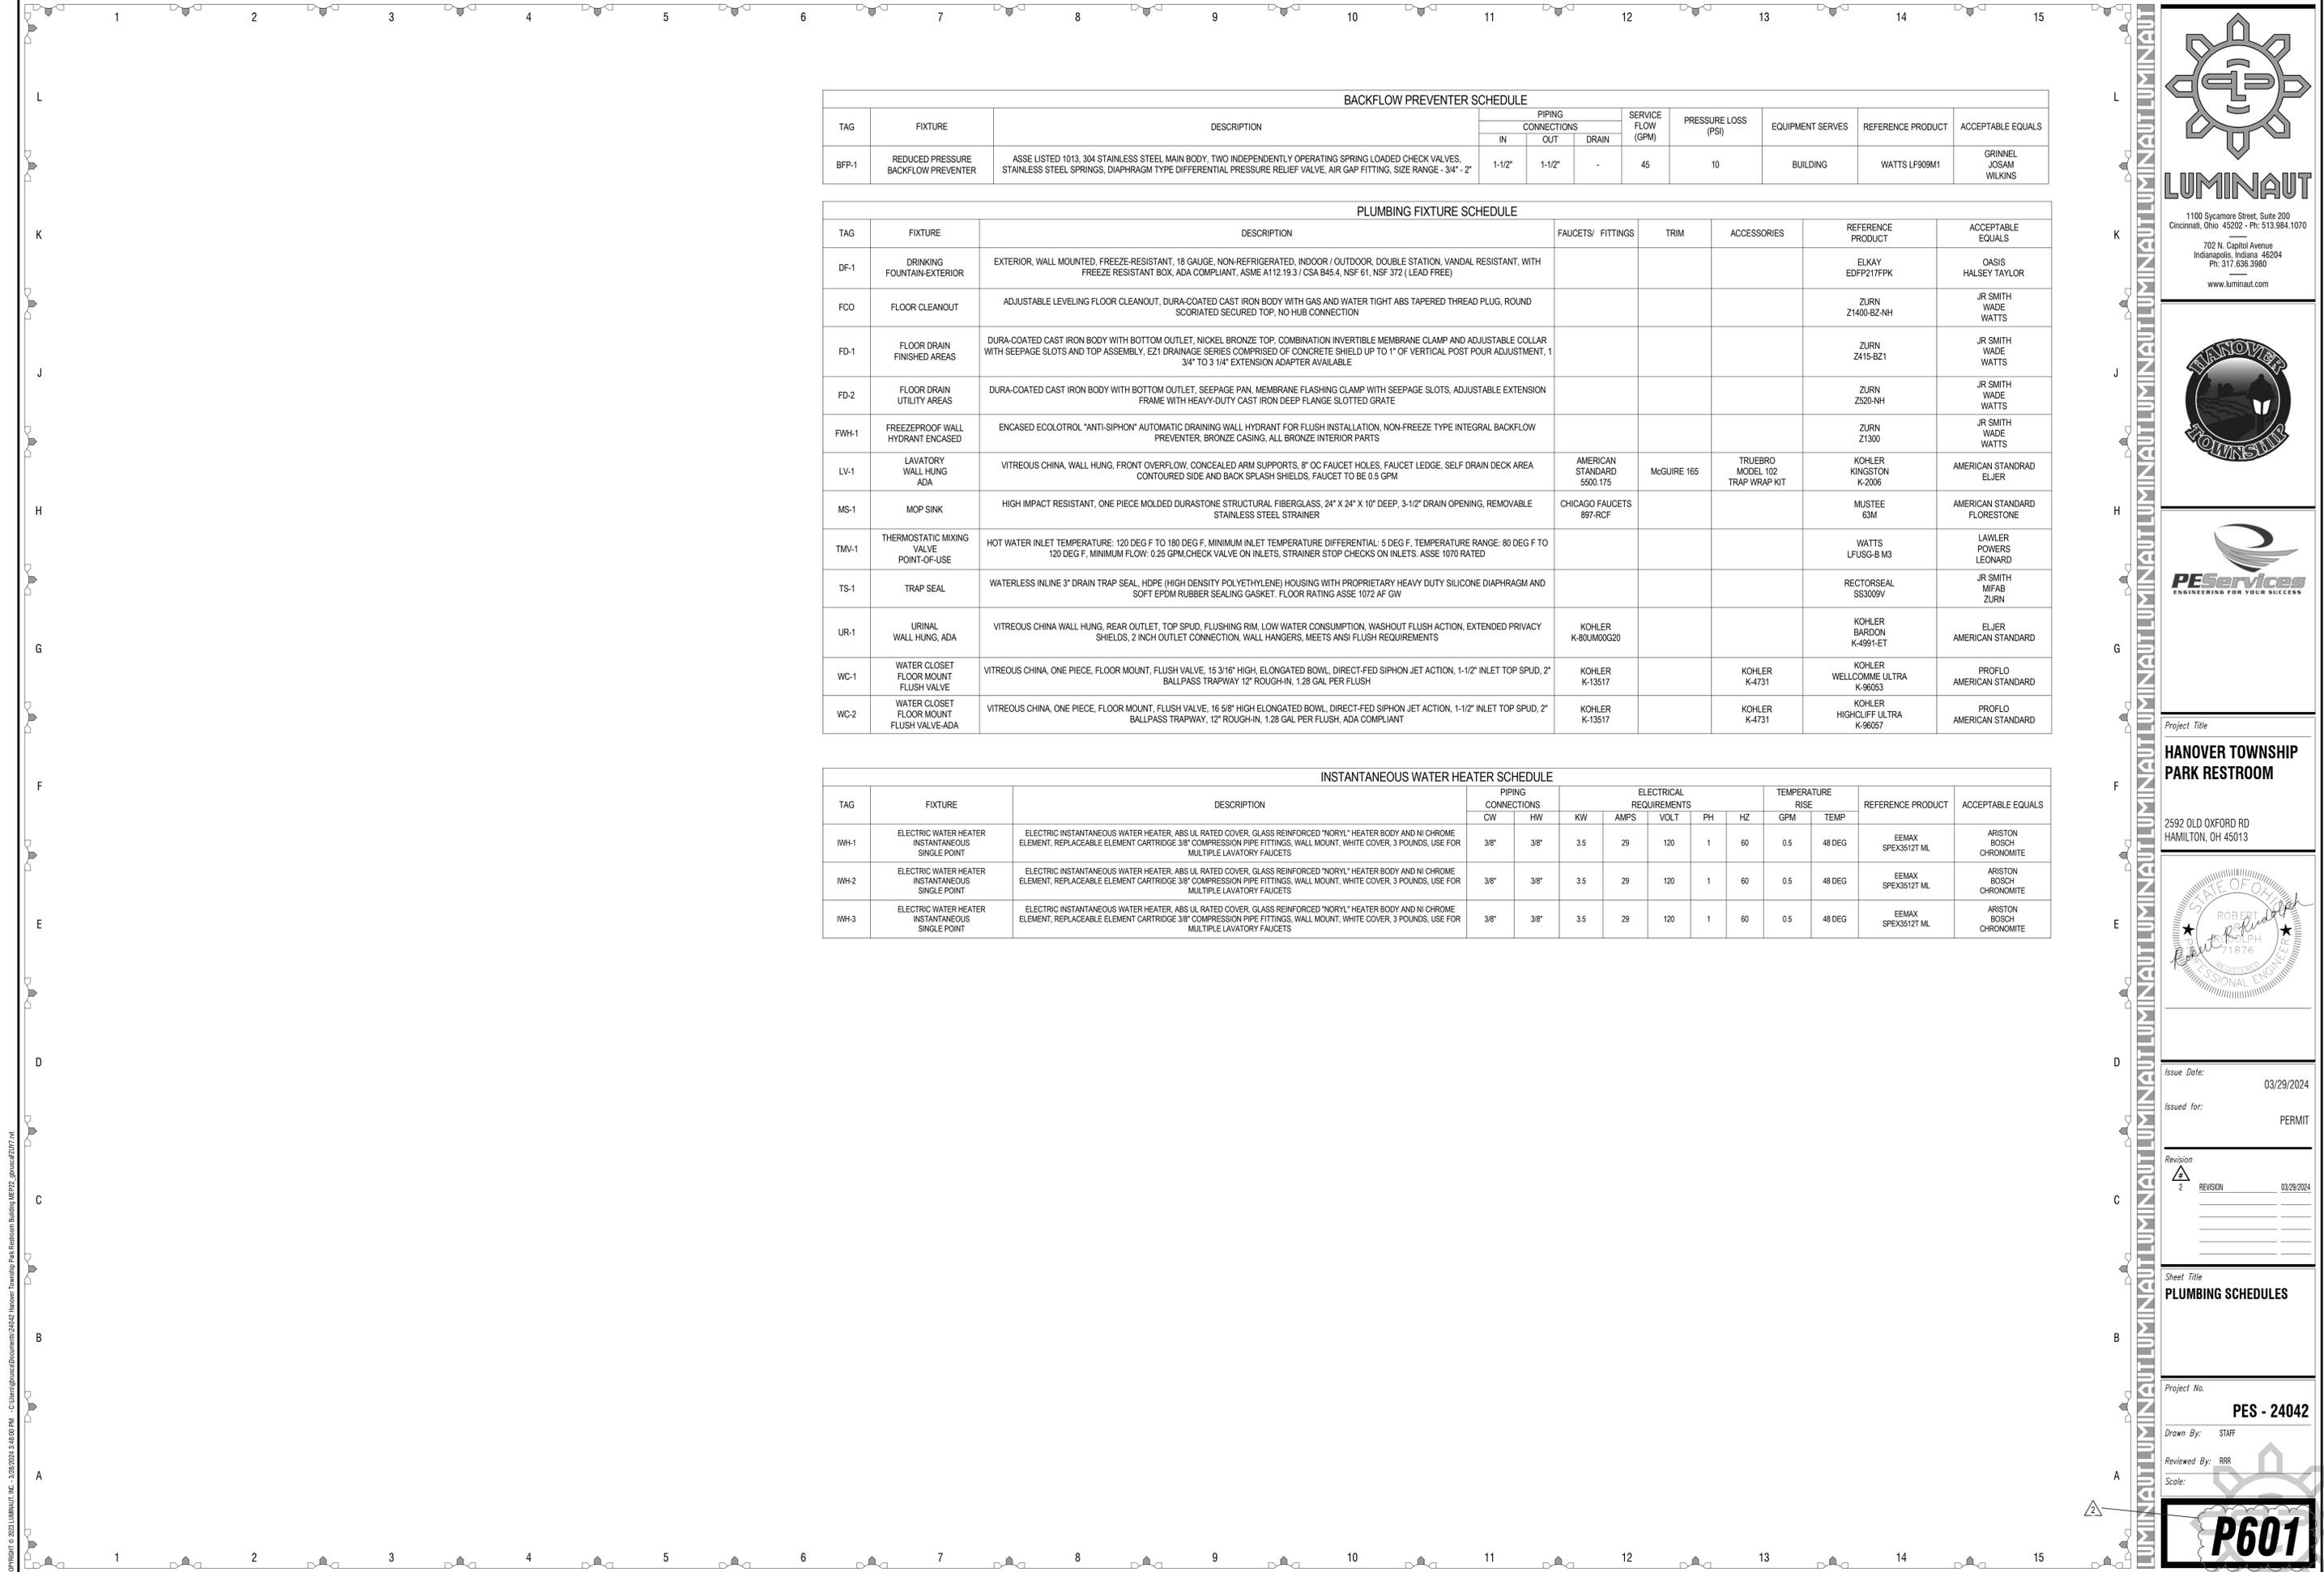 1 2 3 4 5 6 7 8 9 10 11 12 13 14 15
L
K
J
H
G
F
E
D
C
B
A
BACKFLOW PREVENTER SCHEDULE
TAG FIXTURE DESCRIPTION PIPING CONNECTIONS SERVICE FLOW (GPM) PRESSURE LOSS (PSI) EQUIPMENT SERVES REFERENCE PRODUCT ACCEPTABLE EQUALS
IN OUT DRAIN
BFP-1 REDUCED PRESSURE BACKFLOW PREVENTER ASSE LISTED 1013, 304 STAINLESS STEEL MAIN BODY, TWO INDEPENDENTLY OPERATING SPRING LOADED CHECK VALVES, STAINLESS STEEL SPRINGS, DIAPHRAGM TYPE DIFFERENTIAL PRESSURE RELIEF VALVE, AIR GAP FITTING, SIZE RANGE - 3/4" - 2" 1-1/2" 1-1/2" - 45 10 BUILDING WATTS LF909M1 GRINNEL JOSAM WILKINS
PLUMBING FIXTURE SCHEDULE
TAG FIXTURE DESCRIPTION FAUCETS/ FITTINGS TRIM ACCESSORIES REFERENCE PRODUCT ACCEPTABLE EQUALS
DF-1 DRINKING FOUNTAIN-EXTERIOR EXTERIOR, WALL MOUNTED, FREEZE-RESISTANT, 18 GAUGE, NON-REFRIGERATED, INDOOR / OUTDOOR, DOUBLE STATION, VANDAL RESISTANT, WITH FREEZE RESISTANT BOX, ADA COMPLIANT, ASME A112.19.3 / CSA B45.4, NSF 61, NSF 372 ( LEAD FREE) ELKAY EDFP217FPK OASIS HALSEY TAYLOR
FCO FLOOR CLEANOUT ADJUSTABLE LEVELING FLOOR CLEANOUT, DURA-COATED CAST IRON BODY WITH GAS AND WATER TIGHT ABS TAPERED THREAD PLUG, ROUND SCORIATED SECURED TOP, NO HUB CONNECTION ZURN Z1400-BZ-NH JR SMITH WADE WATTS
FD-1 FLOOR DRAIN FINISHED AREAS DURA-COATED CAST IRON BODY WITH BOTTOM OUTLET, NICKEL BRONZE TOP, COMBINATION INVERTIBLE MEMBRANE CLAMP AND ADJUSTABLE COLLAR WITH SEEPAGE SLOTS AND TOP ASSEMBLY, EZ1 DRAINAGE SERIES COMPRISED OF CONCRETE SHIELD UP TO 1" OF VERTICAL POST POUR ADJUSTMENT, 1 3/4" TO 3 1/4" EXTENSION ADAPTER AVAILABLE ZURN Z415-BZ1 JR SMITH WADE WATTS
FD-2 FLOOR DRAIN UTILITY AREAS DURA-COATED CAST IRON BODY WITH BOTTOM OUTLET, SEEPAGE PAN, MEMBRANE FLASHING CLAMP WITH SEEPAGE SLOTS, ADJUSTABLE EXTENSION FRAME WITH HEAVY-DUTY CAST IRON DEEP FLANGE SLOTTED GRATE ZURN Z520-NH JR SMITH WADE WATTS
FWH-1 FREEZEPROOF WALL HYDRANT ENCASED ENCASED ECOLOTROL "ANTI-SIPHON" AUTOMATIC DRAINING WALL HYDRANT FOR FLUSH INSTALLATION, NON-FREEZE TYPE INTEGRAL BACKFLOW PREVENTER, BRONZE CASING, ALL BRONZE INTERIOR PARTS ZURN Z1300 JR SMITH WADE WATTS
LV-1 LAVATORY WALL HUNG ADA VITREOUS CHINA, WALL HUNG, FRONT OVERFLOW, CONCEALED ARM SUPPORTS, 8" OC FAUCET HOLES, FAUCET LEDGE, SELF DRAIN DECK AREA CONTOURED SIDE AND BACK SPLASH SHIELDS, FAUCET TO BE 0.5 GPM AMERICAN STANDARD 5500.175 McGUIRE 165 TRUEBRO MODEL 102 TRAP WRAP KIT KOHLER KINGSTON K-2006 AMERICAN STANDRAD ELJER
MS-1 MOP SINK HIGH IMPACT RESISTANT, ONE PIECE MOLDED DURASTONE STRUCTURAL FIBERGLASS, 24" X 24" X 10" DEEP, 3-1/2" DRAIN OPENING, REMOVABLE STAINLESS STEEL STRAINER CHICAGO FAUCETS 897-RCF MUSTEE 63M AMERICAN STANDARD FLORESTONE
TMV-1 THERMOSTATIC MIXING VALVE POINT-OF-USE HOT WATER INLET TEMPERATURE: 120 DEG F TO 180 DEG F, MINIMUM INLET TEMPERATURE DIFFERENTIAL: 5 DEG F, TEMPERATURE RANGE: 80 DEG F TO 120 DEG F, MINIMUM FLOW: 0.25 GPM,CHECK VALVE ON INLETS, STRAINER STOP CHECKS ON INLETS. ASSE 1070 RATED WATTS LFUSG-B M3 LAWLER POWERS LEONARD
TS-1 TRAP SEAL WATERLESS INLINE 3" DRAIN TRAP SEAL, HDPE (HIGH DENSITY POLYETHYLENE) HOUSING WITH PROPRIETARY HEAVY DUTY SILICONE DIAPHRAGM AND SOFT EPDM RUBBER SEALING GASKET. FLOOR RATING ASSE 1072 AF GW RECTORSEAL SS3009V JR SMITH MIFAB ZURN
UR-1 URINAL WALL HUNG, ADA VITREOUS CHINA WALL HUNG, REAR OUTLET, TOP SPUD, FLUSHING RIM, LOW WATER CONSUMPTION, WASHOUT FLUSH ACTION, EXTENDED PRIVACY SHIELDS, 2 INCH OUTLET CONNECTION, WALL HANGERS, MEETS ANSI FLUSH REQUIREMENTS KOHLER K-80UM00G20 KOHLER BARDON K-4991-ET ELJER AMERICAN STANDARD
WC-1 WATER CLOSET FLOOR MOUNT FLUSH VALVE VITREOUS CHINA, ONE PIECE, FLOOR MOUNT, FLUSH VALVE, 15 3/16" HIGH, ELONGATED BOWL, DIRECT-FED SIPHON JET ACTION, 1-1/2" INLET TOP SPUD, 2" BALLPASS TRAPWAY 12" ROUGH-IN, 1.28 GAL PER FLUSH KOHLER K-13517 KOHLER K-4731 KOHLER WELLCOMME ULTRA K-96053 PROFLO AMERICAN STANDARD
WC-2 WATER CLOSET FLOOR MOUNT FLUSH VALVE-ADA VITREOUS CHINA, ONE PIECE, FLOOR MOUNT, FLUSH VALVE, 16 5/8" HIGH ELONGATED BOWL, DIRECT-FED SIPHON JET ACTION, 1-1/2" INLET TOP SPUD, 2" BALLPASS TRAPWAY, 12" ROUGH-IN, 1.28 GAL PER FLUSH, ADA COMPLIANT KOHLER K-13517 KOHLER K-4731 KOHLER HIGHCLIFF ULTRA K-96057 PROFLO AMERICAN STANDARD
INSTANTANEOUS WATER HEATER SCHEDULE
TAG FIXTURE DESCRIPTION PIPING CONNECTIONS ELECTRICAL REQUIREMENTS TEMPERATURE RISE REFERENCE PRODUCT ACCEPTABLE EQUALS
CW HW KW AMPS VOLT PH HZ GPM TEMP
IWH-1 ELECTRIC WATER HEATER INSTANTANEOUS SINGLE POINT ELECTRIC INSTANTANEOUS WATER HEATER, ABS UL RATED COVER, GLASS REINFORCED "NORYL" HEATER BODY AND NI CHROME ELEMENT, REPLACEABLE ELEMENT CARTRIDGE 3/8" COMPRESSION PIPE FITTINGS, WALL MOUNT, WHITE COVER, 3 POUNDS, USE FOR MULTIPLE LAVATORY FAUCETS 3/8" 3/8" 3.5 29 120 1 60 0.5 48 DEG EEMAX SPEX3512T ML ARISTON BOSCH CHRONOMITE
IWH-2 ELECTRIC WATER HEATER INSTANTANEOUS SINGLE POINT ELECTRIC INSTANTANEOUS WATER HEATER, ABS UL RATED COVER, GLASS REINFORCED "NORYL" HEATER BODY AND NI CHROME ELEMENT, REPLACEABLE ELEMENT CARTRIDGE 3/8" COMPRESSION PIPE FITTINGS, WALL MOUNT, WHITE COVER, 3 POUNDS, USE FOR MULTIPLE LAVATORY FAUCETS 3/8" 3/8" 3.5 29 120 1 60 0.5 48 DEG EEMAX SPEX3512T ML ARISTON BOSCH CHRONOMITE
IWH-3 ELECTRIC WATER HEATER INSTANTANEOUS SINGLE POINT ELECTRIC INSTANTANEOUS WATER HEATER, ABS UL RATED COVER, GLASS REINFORCED "NORYL" HEATER BODY AND NI CHROME ELEMENT, REPLACEABLE ELEMENT CARTRIDGE 3/8" COMPRESSION PIPE FITTINGS, WALL MOUNT, WHITE COVER, 3 POUNDS, USE FOR MULTIPLE LAVATORY FAUCETS 3/8" 3/8" 3.5 29 120 1 60 0.5 48 DEG EEMAX SPEX3512T ML ARISTON BOSCH CHRONOMITE
1 2 3 4 5 6 7 8 9 10 11 12 13 14 15
L
K
J
H
G
F
E
D
C
B
A
2
LUMINAUT LUMINAUT LUMINAUT LUMINAUT LUMINAUT LUMINAUT LUMINAUT
LUMINAUT
1100 Sycamore Street, Suite 200
Cincinnati, Ohio 45202 - Ph: 513.984.1070
702 N. Capitol Avenue
Indianapolis, Indiana 46204
Ph: 317.636.3980
www.luminaut.com
HANOVER
TOWNSHIP
PEServices
ENGINEERING FOR YOUR SUCCESS
Project Title
HANOVER TOWNSHIP
PARK RESTROOM
2592 OLD OXFORD RD
HAMILTON, OH 45013
STATE OF OHIO
ROBERT
RUDOLPH
71876
REGISTERED
PROFESSIONAL ENGINEER
Robert R Rudolph
Issue Date:
03/29/2024
Issued for:
PERMIT
Revision
#
2 REVISION 03/29/2024
Sheet Title
PLUMBING SCHEDULES
Project No.
PES - 24042
Drawn By: STAFF
Reviewed By: RRR
Scale:
P601